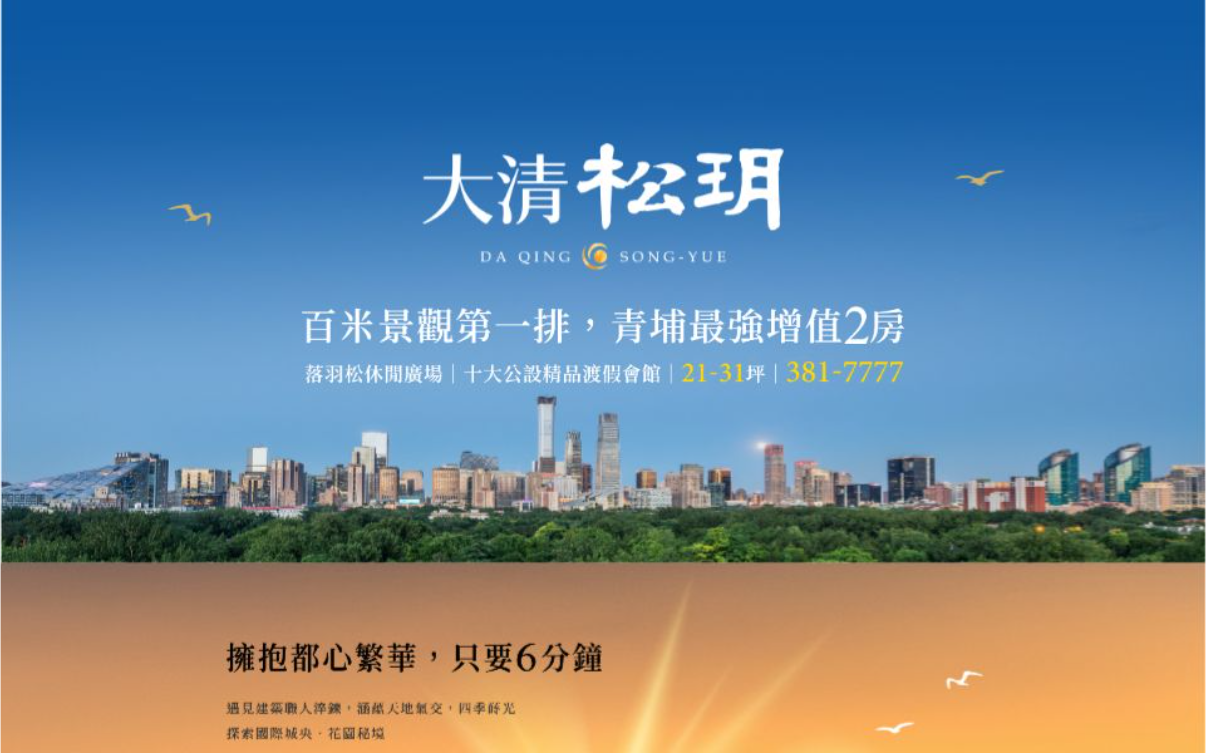 大清松玥
DA QING SONG-YUE
百米景觀第一排，青埔最強增值2房
落羽松休閒廣場｜十大公設精品渡假會館｜21-31坪｜381-7777
擁抱都心繁華，只要6分鐘
遇見建築職人淬鍊，涵蘊天地氣交，四季蒔光
探索國際城央．花園秘境